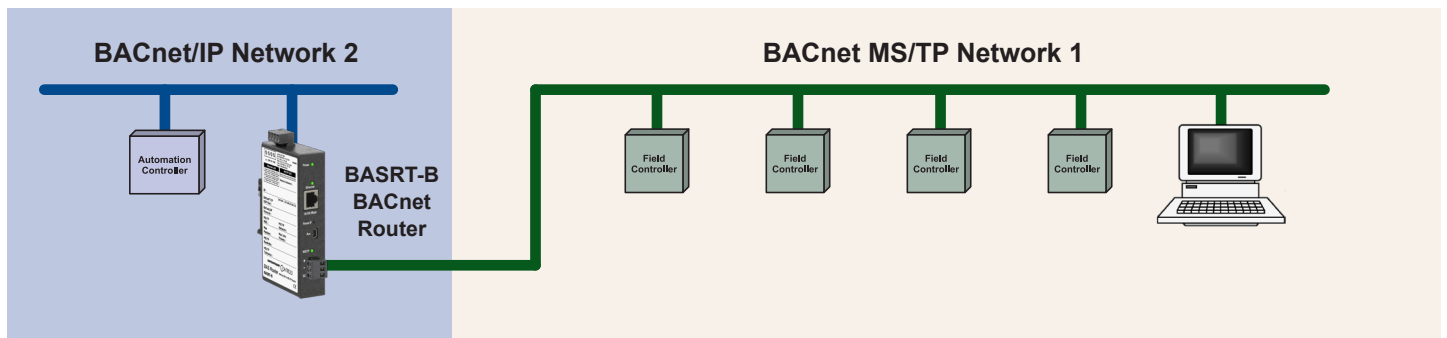 BACnet/IP Network 2
BACnet MS/TP Network 1
Automation
Controller
BASRT-B
BACnet
Router
Field
Controller
Field
Controller
Field
Controller
Field
Controller